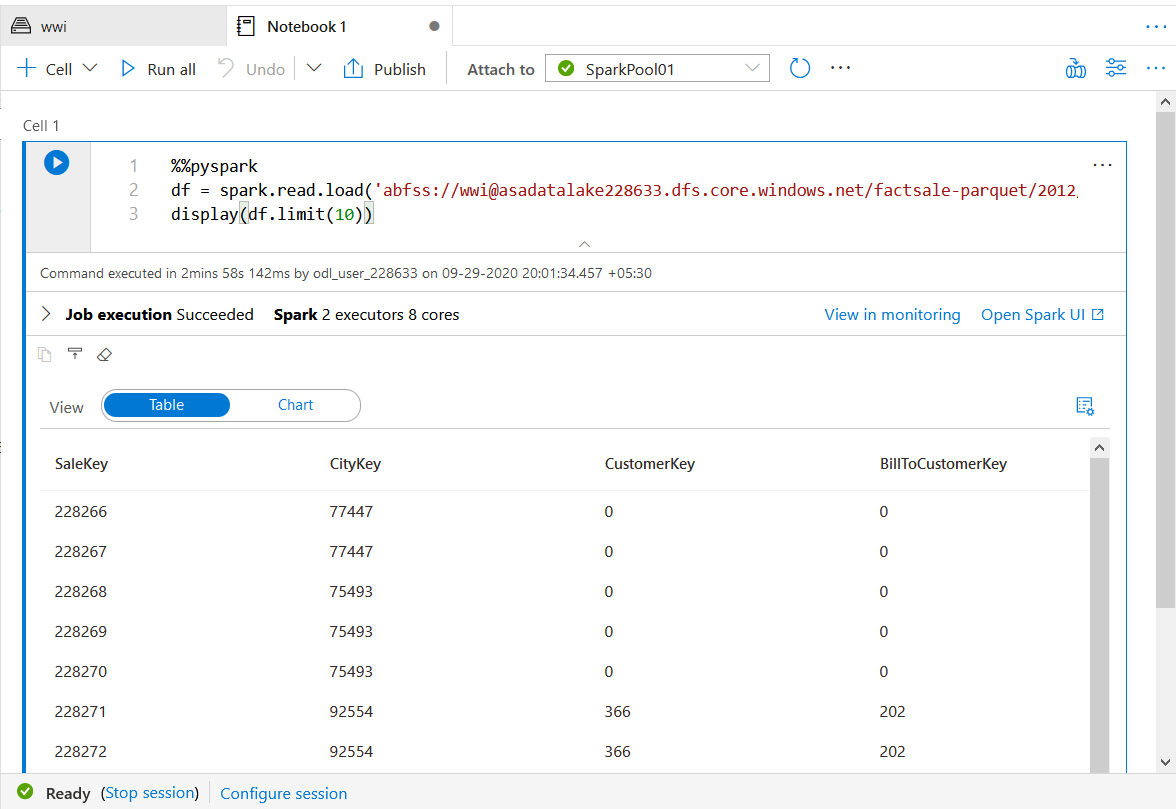 wwi Notebook 1
Cell Run all Undo Publish Attach to SparkPool01
Cell 1
1 %%pyspark
2 df = spark.read.load('abfss://wwi@asadatalake228633.dfs.core.windows.net/factsale-parquet/2012
3 display(df.limit(10))
Command executed in 2mins 58s 142ms by odl_user_228633 on 09-29-2020 20:01:34.457 +05:30
Job execution Succeeded Spark 2 executors 8 cores View in monitoring Open Spark UI
View Table Chart
SaleKey CityKey CustomerKey BillToCustomerKey
228266 77447 0 0
228267 77447 0 0
228268 75493 0 0
228269 75493 0 0
228270 75493 0 0
228271 92554 366 202
228272 92554 366 202
Ready (Stop session) Configure session